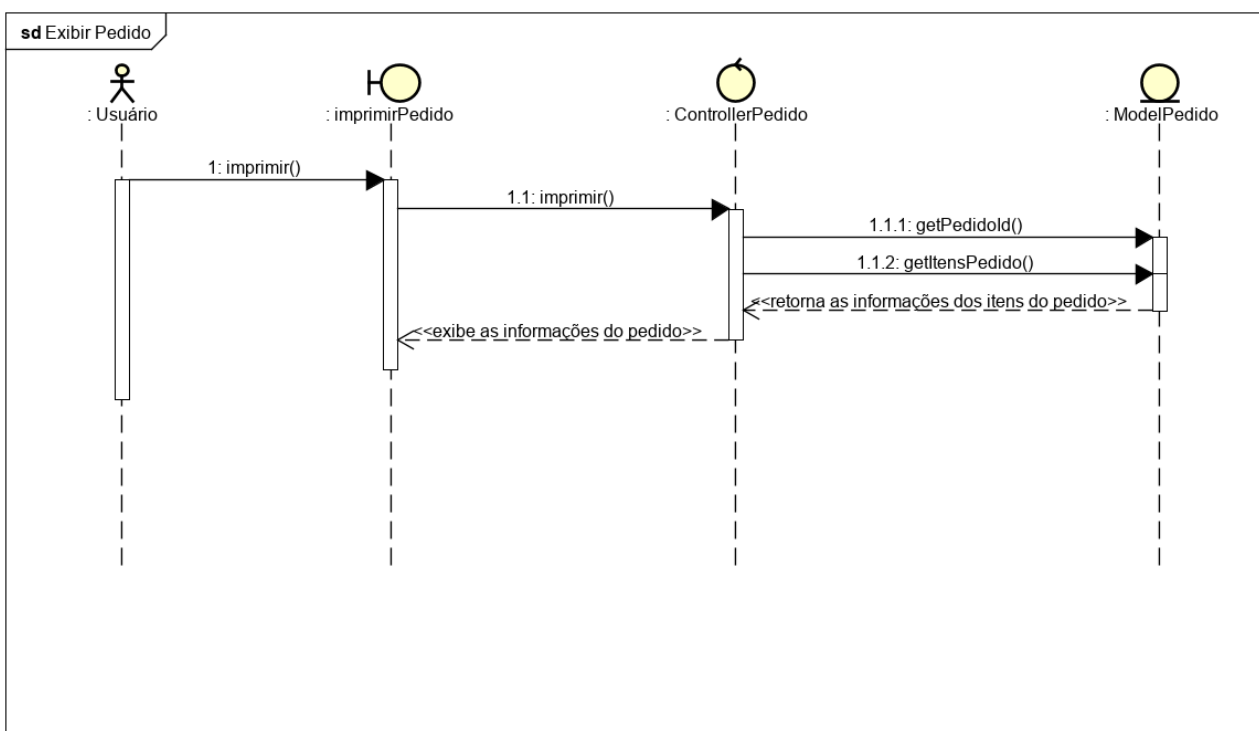 sd Exibir Pedido
: Usuário
: imprimirPedido
: ControllerPedido
: ModelPedido
1: imprimir()
1.1: imprimir()
1.1.1: getPedidoId()
1.1.2: getItensPedido()
<<retorna as informações dos itens do pedido>>
<<exibe as informações do pedido>>